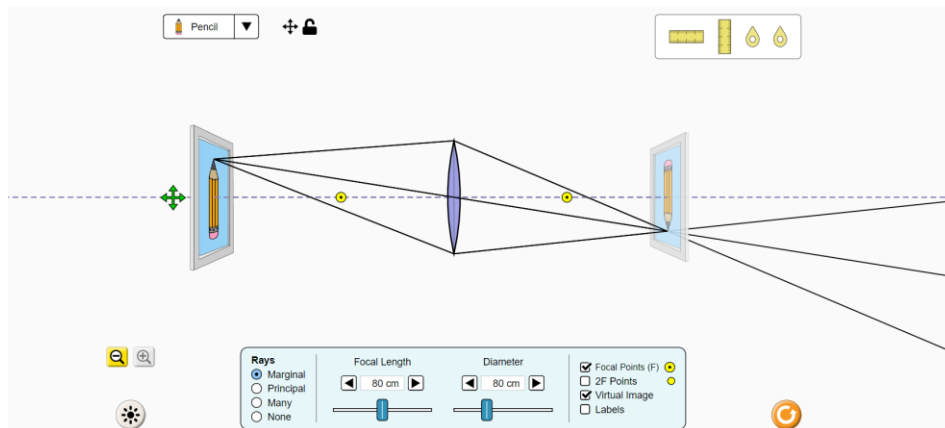 Pencil
Rays
Marginal
Principal
Many
None
Focal Length
80 cm
Diameter
80 cm
Focal Points (F)
2F Points
Virtual Image
Labels